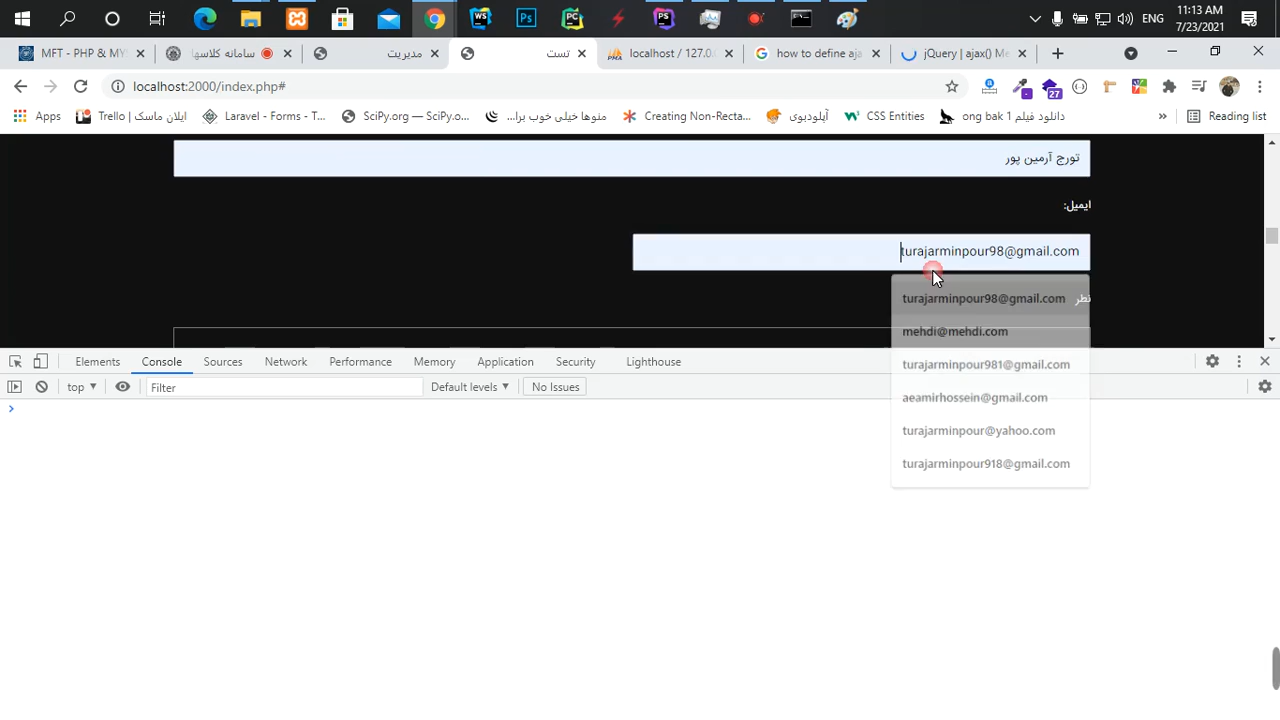 ENG
11:13 AM
7/23/2021
MFT - PHP & MY
سامانه کلاسها
مدیریت
تست
localhost / 127.0.
how to define aja
jQuery | ajax() Me
localhost:2000/index.php#
27
Apps
ایلان ماسک | Trello
Laravel - Forms - T...
SciPy.org — SciPy.o...
منوها خیلی خوب برا...
Creating Non-Recta...
آپلودبوی
CSS Entities
دانلود فیلم ong bak 1
»
Reading list
تورج آرمین پور
ایمیل:
turajarminpour98@gmail.com
نظر
turajarminpour98@gmail.com
mehdi@mehdi.com
turajarminpour981@gmail.com
aeamirhossein@gmail.com
turajarminpour@yahoo.com
turajarminpour918@gmail.com
Elements
Console
Sources
Network
Performance
Memory
Application
Security
Lighthouse
top
Filter
Default levels
No Issues